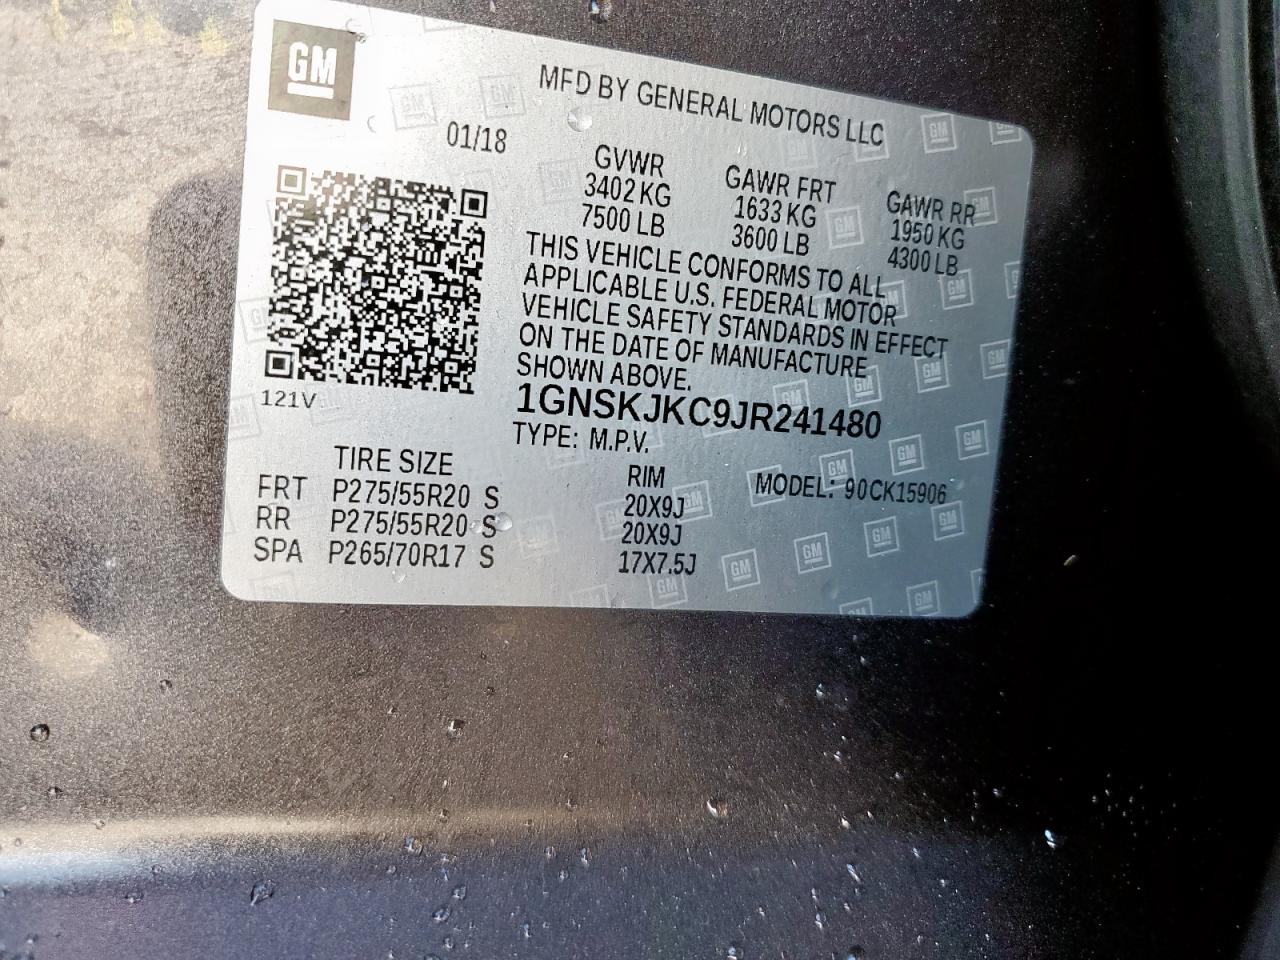 GM
MFD BY GENERAL MOTORS LLC
01/18
GVWR GAWR FRT GAWR RR
3402 KG 1633 KG 1950 KG
7500 LB 3600 LB 4300 LB
THIS VEHICLE CONFORMS TO ALL
APPLICABLE U.S. FEDERAL MOTOR
VEHICLE SAFETY STANDARDS IN EFFECT
ON THE DATE OF MANUFACTURE
SHOWN ABOVE.
121V
1GNSKJKC9JR241480
TYPE: M.P.V.
TIRE SIZE RIM MODEL: 90CK15906
FRT P275/55R20 S 20X9J
RR P275/55R20 S 20X9J
SPA P265/70R17 S 17X7.5J